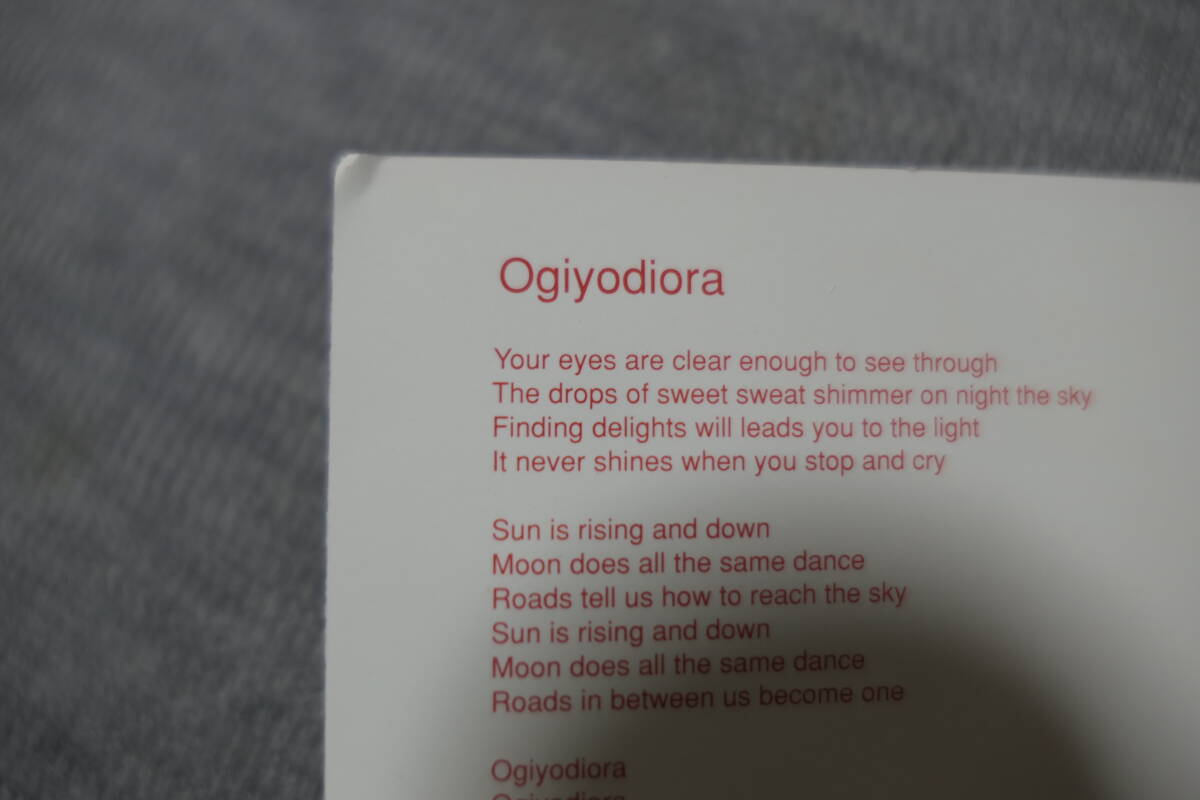 Ogiyodiora
Your eyes are clear enough to see through
The drops of sweet sweat shimmer on night the sky
Finding delights will leads you to the light
It never shines when you stop and cry
Sun is rising and down
Moon does all the same dance
Roads tell us how to reach the sky
Sun is rising and down
Moon does all the same dance
Roads in between us become one
Ogiyodiora
Ogiyodiora